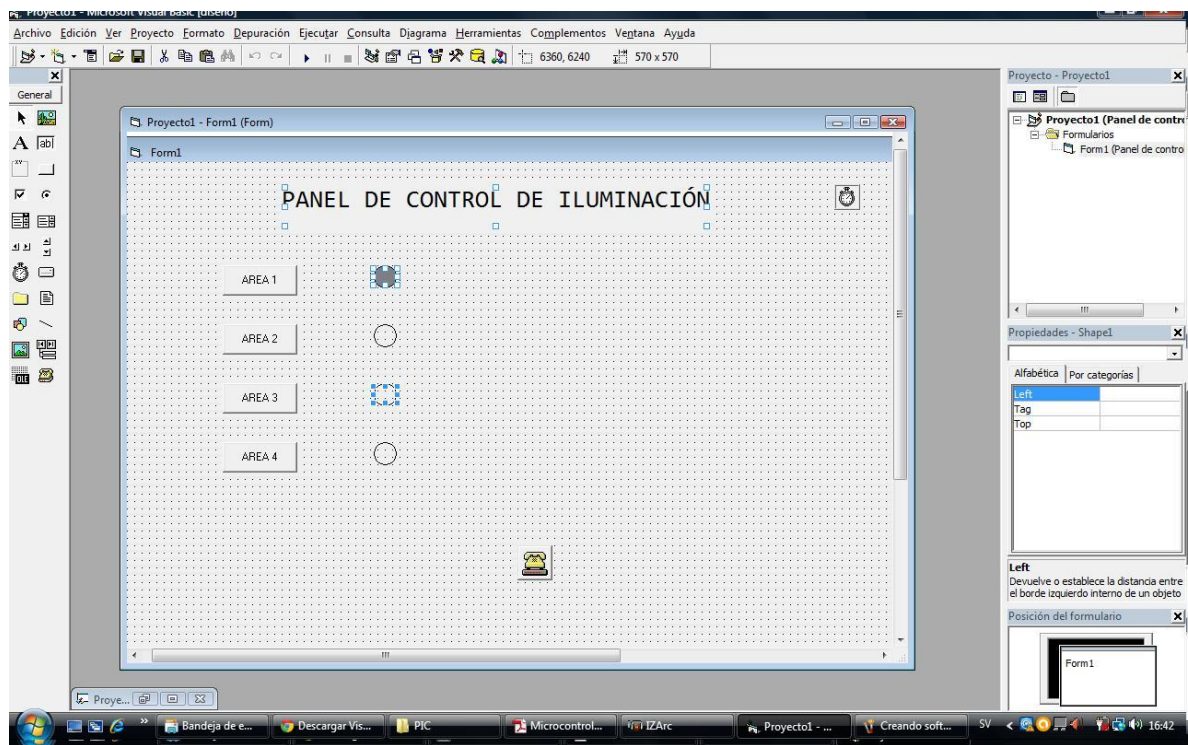 Proyecto1 - Microsoft Visual Basic [diseño]
Archivo Edición Ver Proyecto Formato Depuración Ejecutar Consulta Diagrama Herramientas Complementos Ventana Ayuda
6360, 6240 570 x 570
General
A ab|
XY
OLE
Proyecto1 - Form1 (Form)
Form1
PANEL DE CONTROL DE ILUMINACIÓN
AREA 1
AREA 2
AREA 3
AREA 4
Proye...
Proyecto - Proyecto1
Proyecto1 (Panel de contro
Formularios
Form1 (Panel de contro
Propiedades - Shape1
Alfabética Por categorías
Left
Tag
Top
Left
Devuelve o establece la distancia entre
el borde izquierdo interno de un objeto
Posición del formulario
Form1
Bandeja de e... Descargar Vis... PIC Microcontrol... IZArc Proyecto1 - ... Creando soft... SV 16:42